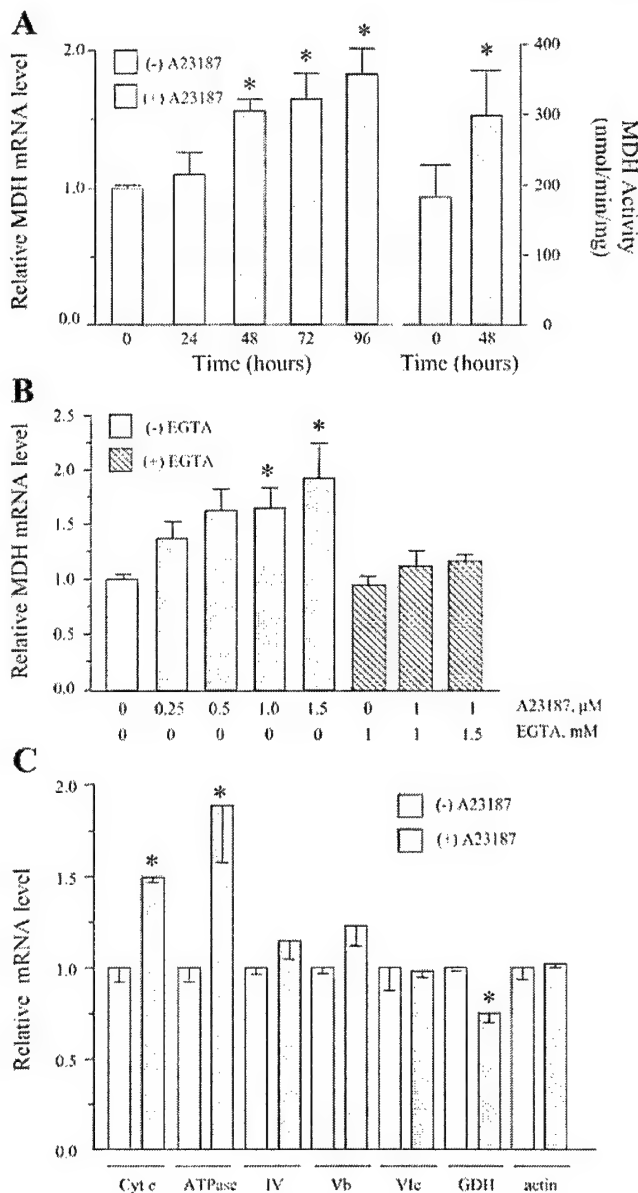 A
Relative MDH mRNA level
2.0
1.0
0.0
(-) A23187
(+) A23187
*
*
*
*
0
24
48
72
96
0
48
Time (hours)
Time (hours)
400
300
200
100
0
MDH Activity
(nmol/min/mg)
B
Relative MDH mRNA level
2.5
2.0
1.5
1.0
0.5
0.0
(-) EGTA
(+) EGTA
*
*
0 0.25 0.5 1.0 1.5 0 1 1 A23187, μM
0 0 0 0 0 1 1 1.5 EGTA, mM
C
Relative mRNA level
2.0
1.5
1.0
0.5
0.0
(-) A23187
(+) A23187
*
*
*
Cyt c ATPase IV Vb VIc GDH actin